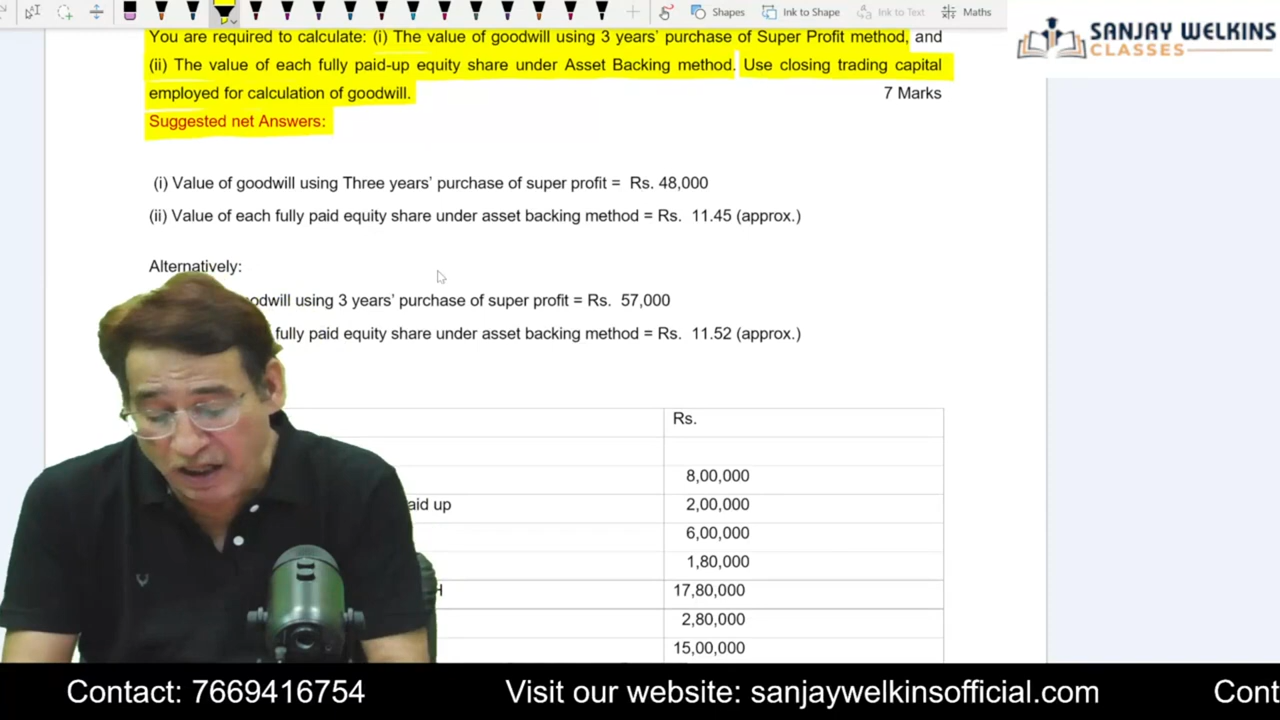 Shapes
Ink to Shape
Ink to Text
Maths
SANJAY WELKINS
CLASSES
You are required to calculate: (i) The value of goodwill using 3 years' purchase of Super Profit method, and
(ii) The value of each fully paid-up equity share under Asset Backing method. Use closing trading capital
employed for calculation of goodwill.
7 Marks
Suggested net Answers:
(i) Value of goodwill using Three years' purchase of super profit = Rs. 48,000
(ii) Value of each fully paid equity share under asset backing method = Rs. 11.45 (approx.)
Alternatively:
using 3 years' purchase of super profit = Rs. 57,000
fully paid equity share under asset backing method = Rs. 11.52 (approx.)
Rs.
8,00,000
up 2,00,000
6,00,000
1,80,000
17,80,000
2,80,000
15,00,000
Contact: 7669416754 Visit our website: sanjaywelkinsofficial.com Cont